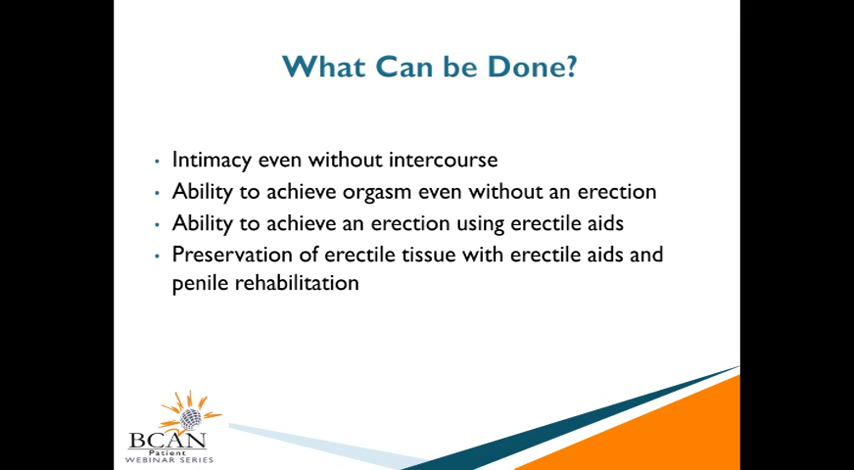 What Can be Done?
• Intimacy even without intercourse
• Ability to achieve orgasm even without an erection
• Ability to achieve an erection using erectile aids
• Preservation of erectile tissue with erectile aids and
penile rehabilitation
BCAN
Patient
WEBINAR SERIES